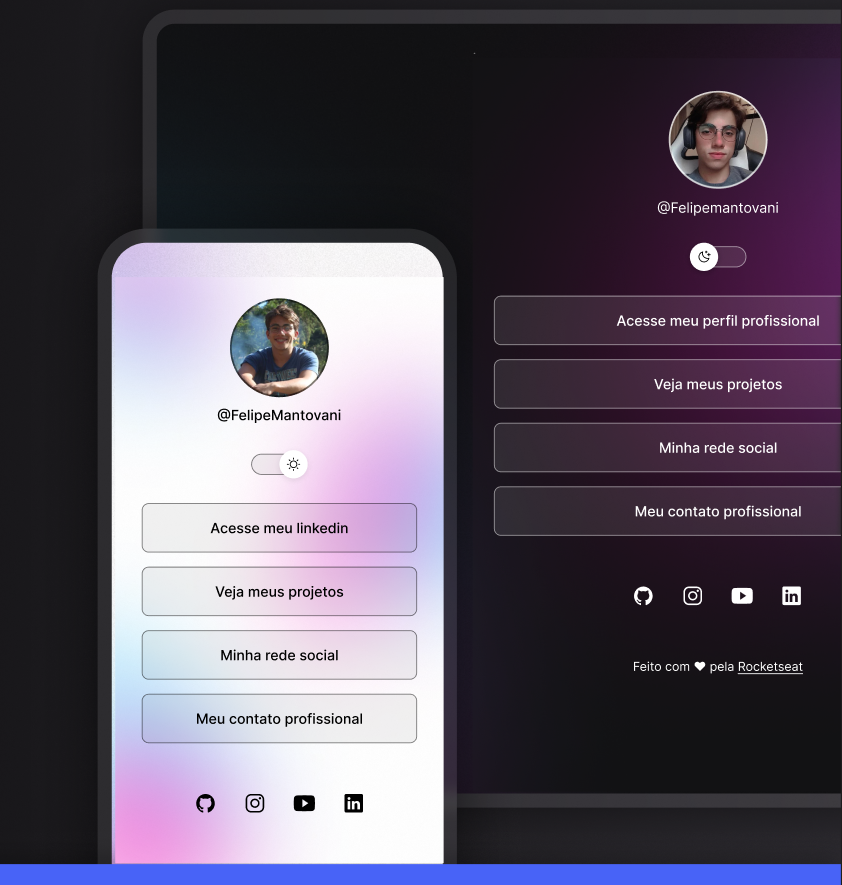 @Felipemantovani
Acesse meu perfil profissional
Veja meus projetos
Minha rede social
Meu contato profissional
Feito com ♥ pela Rocketseat
@FelipeMantovani
Acesse meu linkedin
Veja meus projetos
Minha rede social
Meu contato profissional